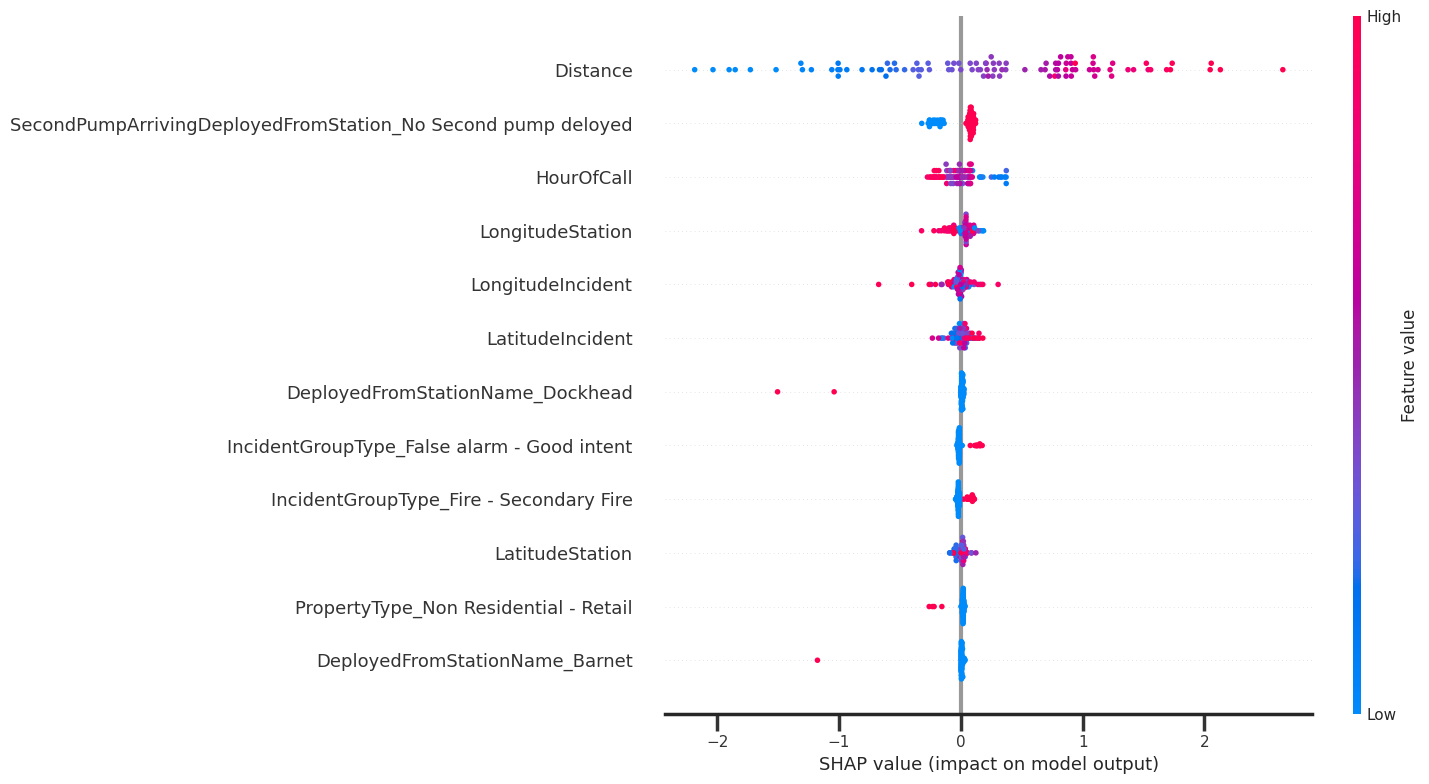 High
Distance
SecondPumpArrivingDeployedFromStation_No Second pump deloyed
HourOfCall
LongitudeStation
LongitudeIncident
LatitudeIncident
DeployedFromStationName_Dockhead
IncidentGroupType_False alarm - Good intent
IncidentGroupType_Fire - Secondary Fire
LatitudeStation
PropertyType_Non Residential - Retail
DeployedFromStationName_Barnet
Feature value
Low
−2 −1 0 1 2
SHAP value (impact on model output)